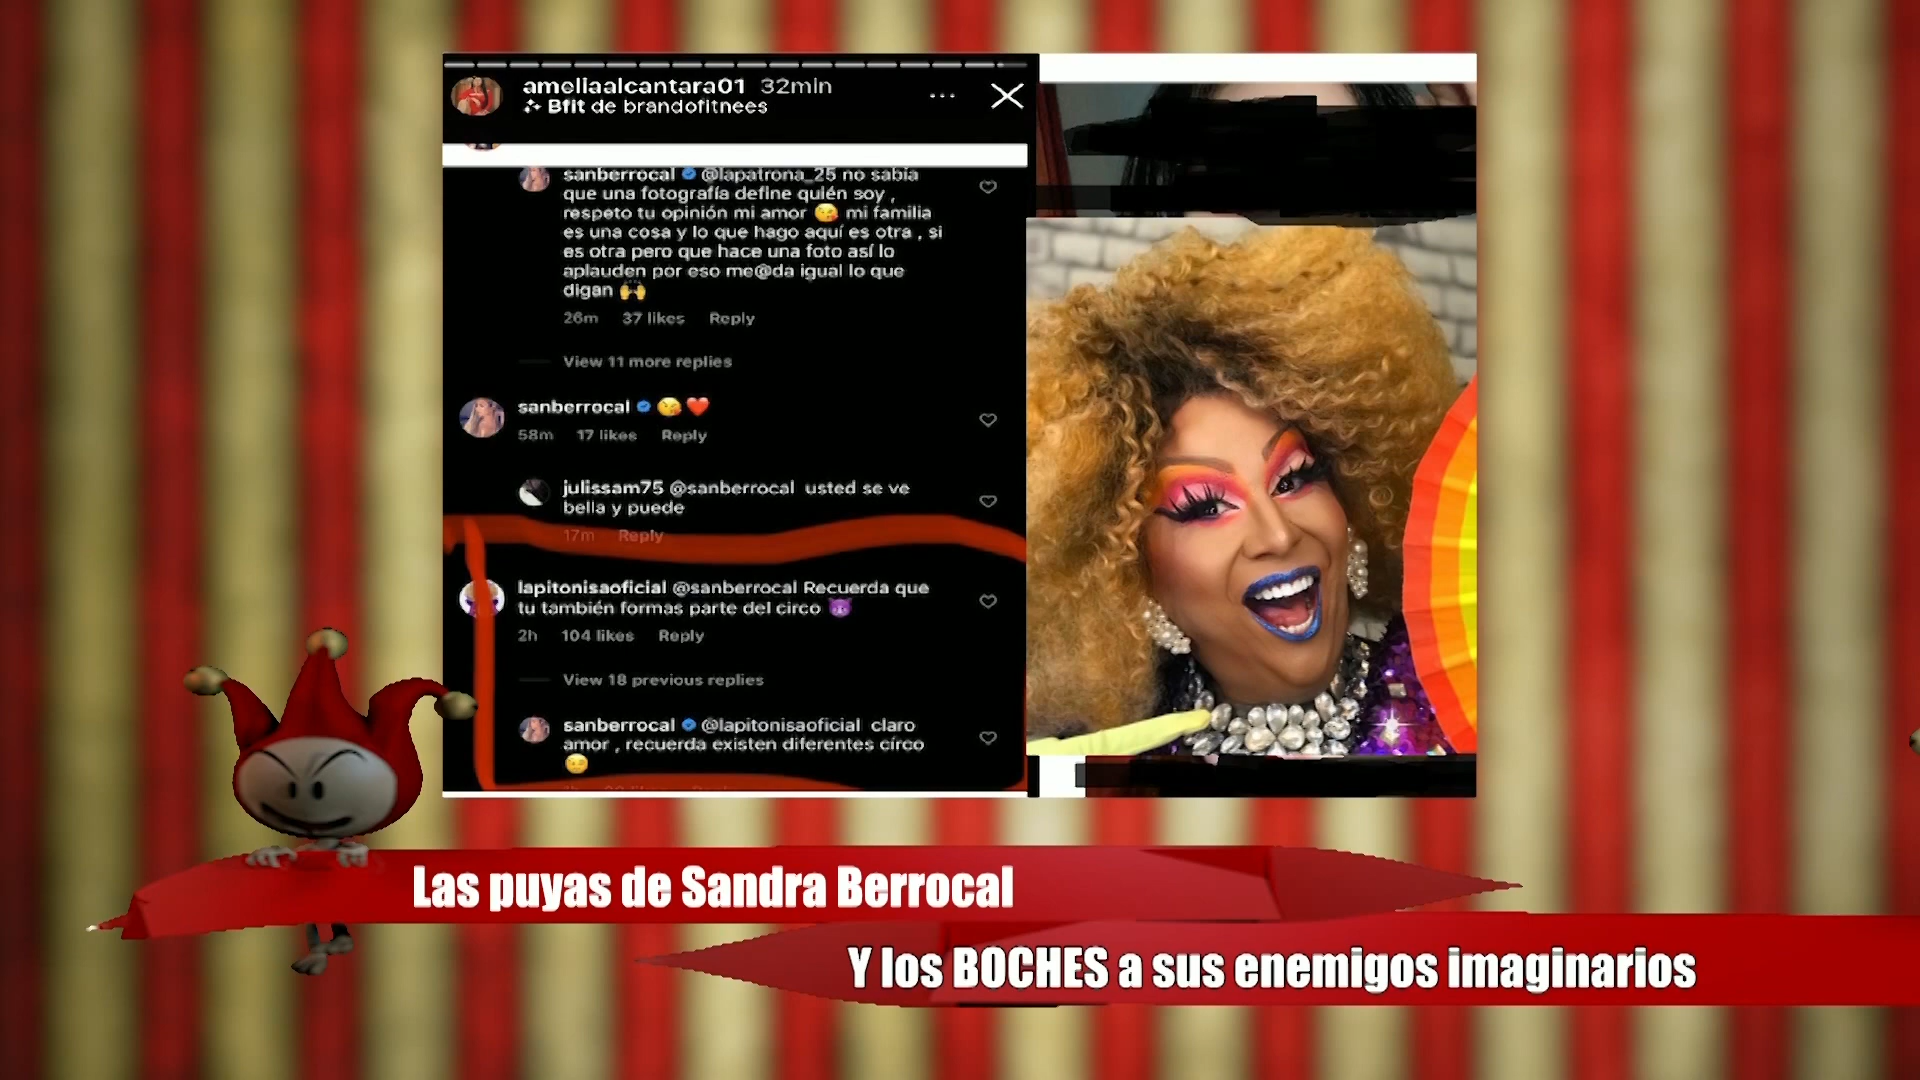 ameliaalcantara01 32min
Bfit de brandofitnees
sanberrocal @lapatrona_25 no sabia
que una fotografía define quién soy ,
respeto tu opinión mi amor 😘 mi familia
es una cosa y lo que hago aquí es otra , si
es otra pero que hace una foto así lo
aplauden por eso me@da igual lo que
digan 🙌
26m 37 likes Reply
View 11 more replies
sanberrocal 😘❤️
58m 17 likes Reply
julissam75 @sanberrocal usted se ve
bella y puede
17m Reply
lapitonisaoficial @sanberrocal Recuerda que
tu también formas parte del circo 😈
2h 104 likes Reply
View 18 previous replies
sanberrocal @lapitonisaoficial claro
amor , recuerda existen diferentes círco
Las puyas de Sandra Berrocal
Y los BOCHES a sus enemigos imaginarios